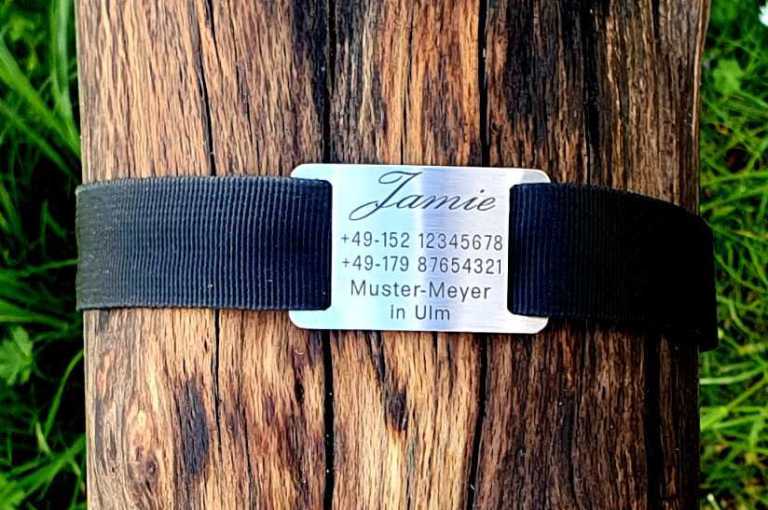 Jamie
+49-152 12345678
+49-179 87654321
Muster-Meyer
in Ulm